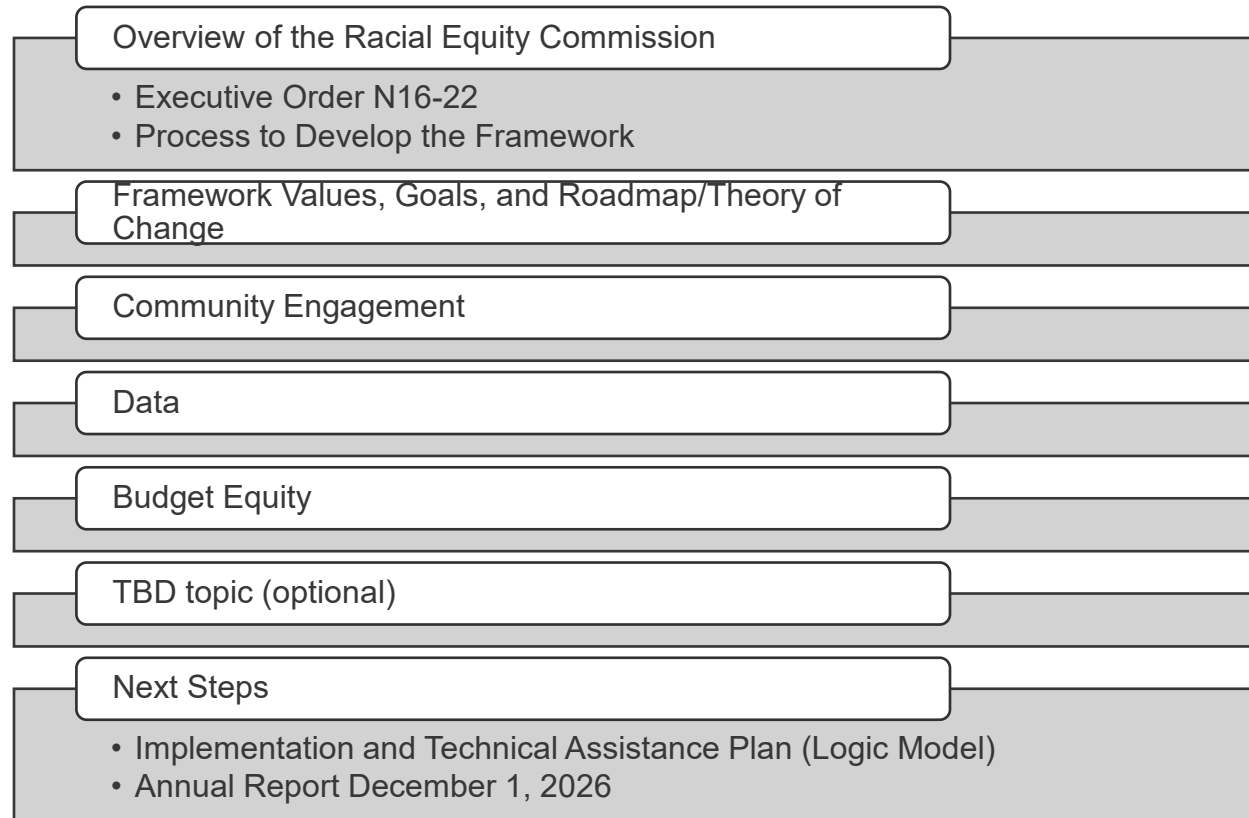 Overview of the Racial Equity Commission
• Executive Order N16-22
• Process to Develop the Framework
Framework Values, Goals, and Roadmap/Theory of
Change
Community Engagement
Data
Budget Equity
TBD topic (optional)
Next Steps
• Implementation and Technical Assistance Plan (Logic Model)
• Annual Report December 1, 2026